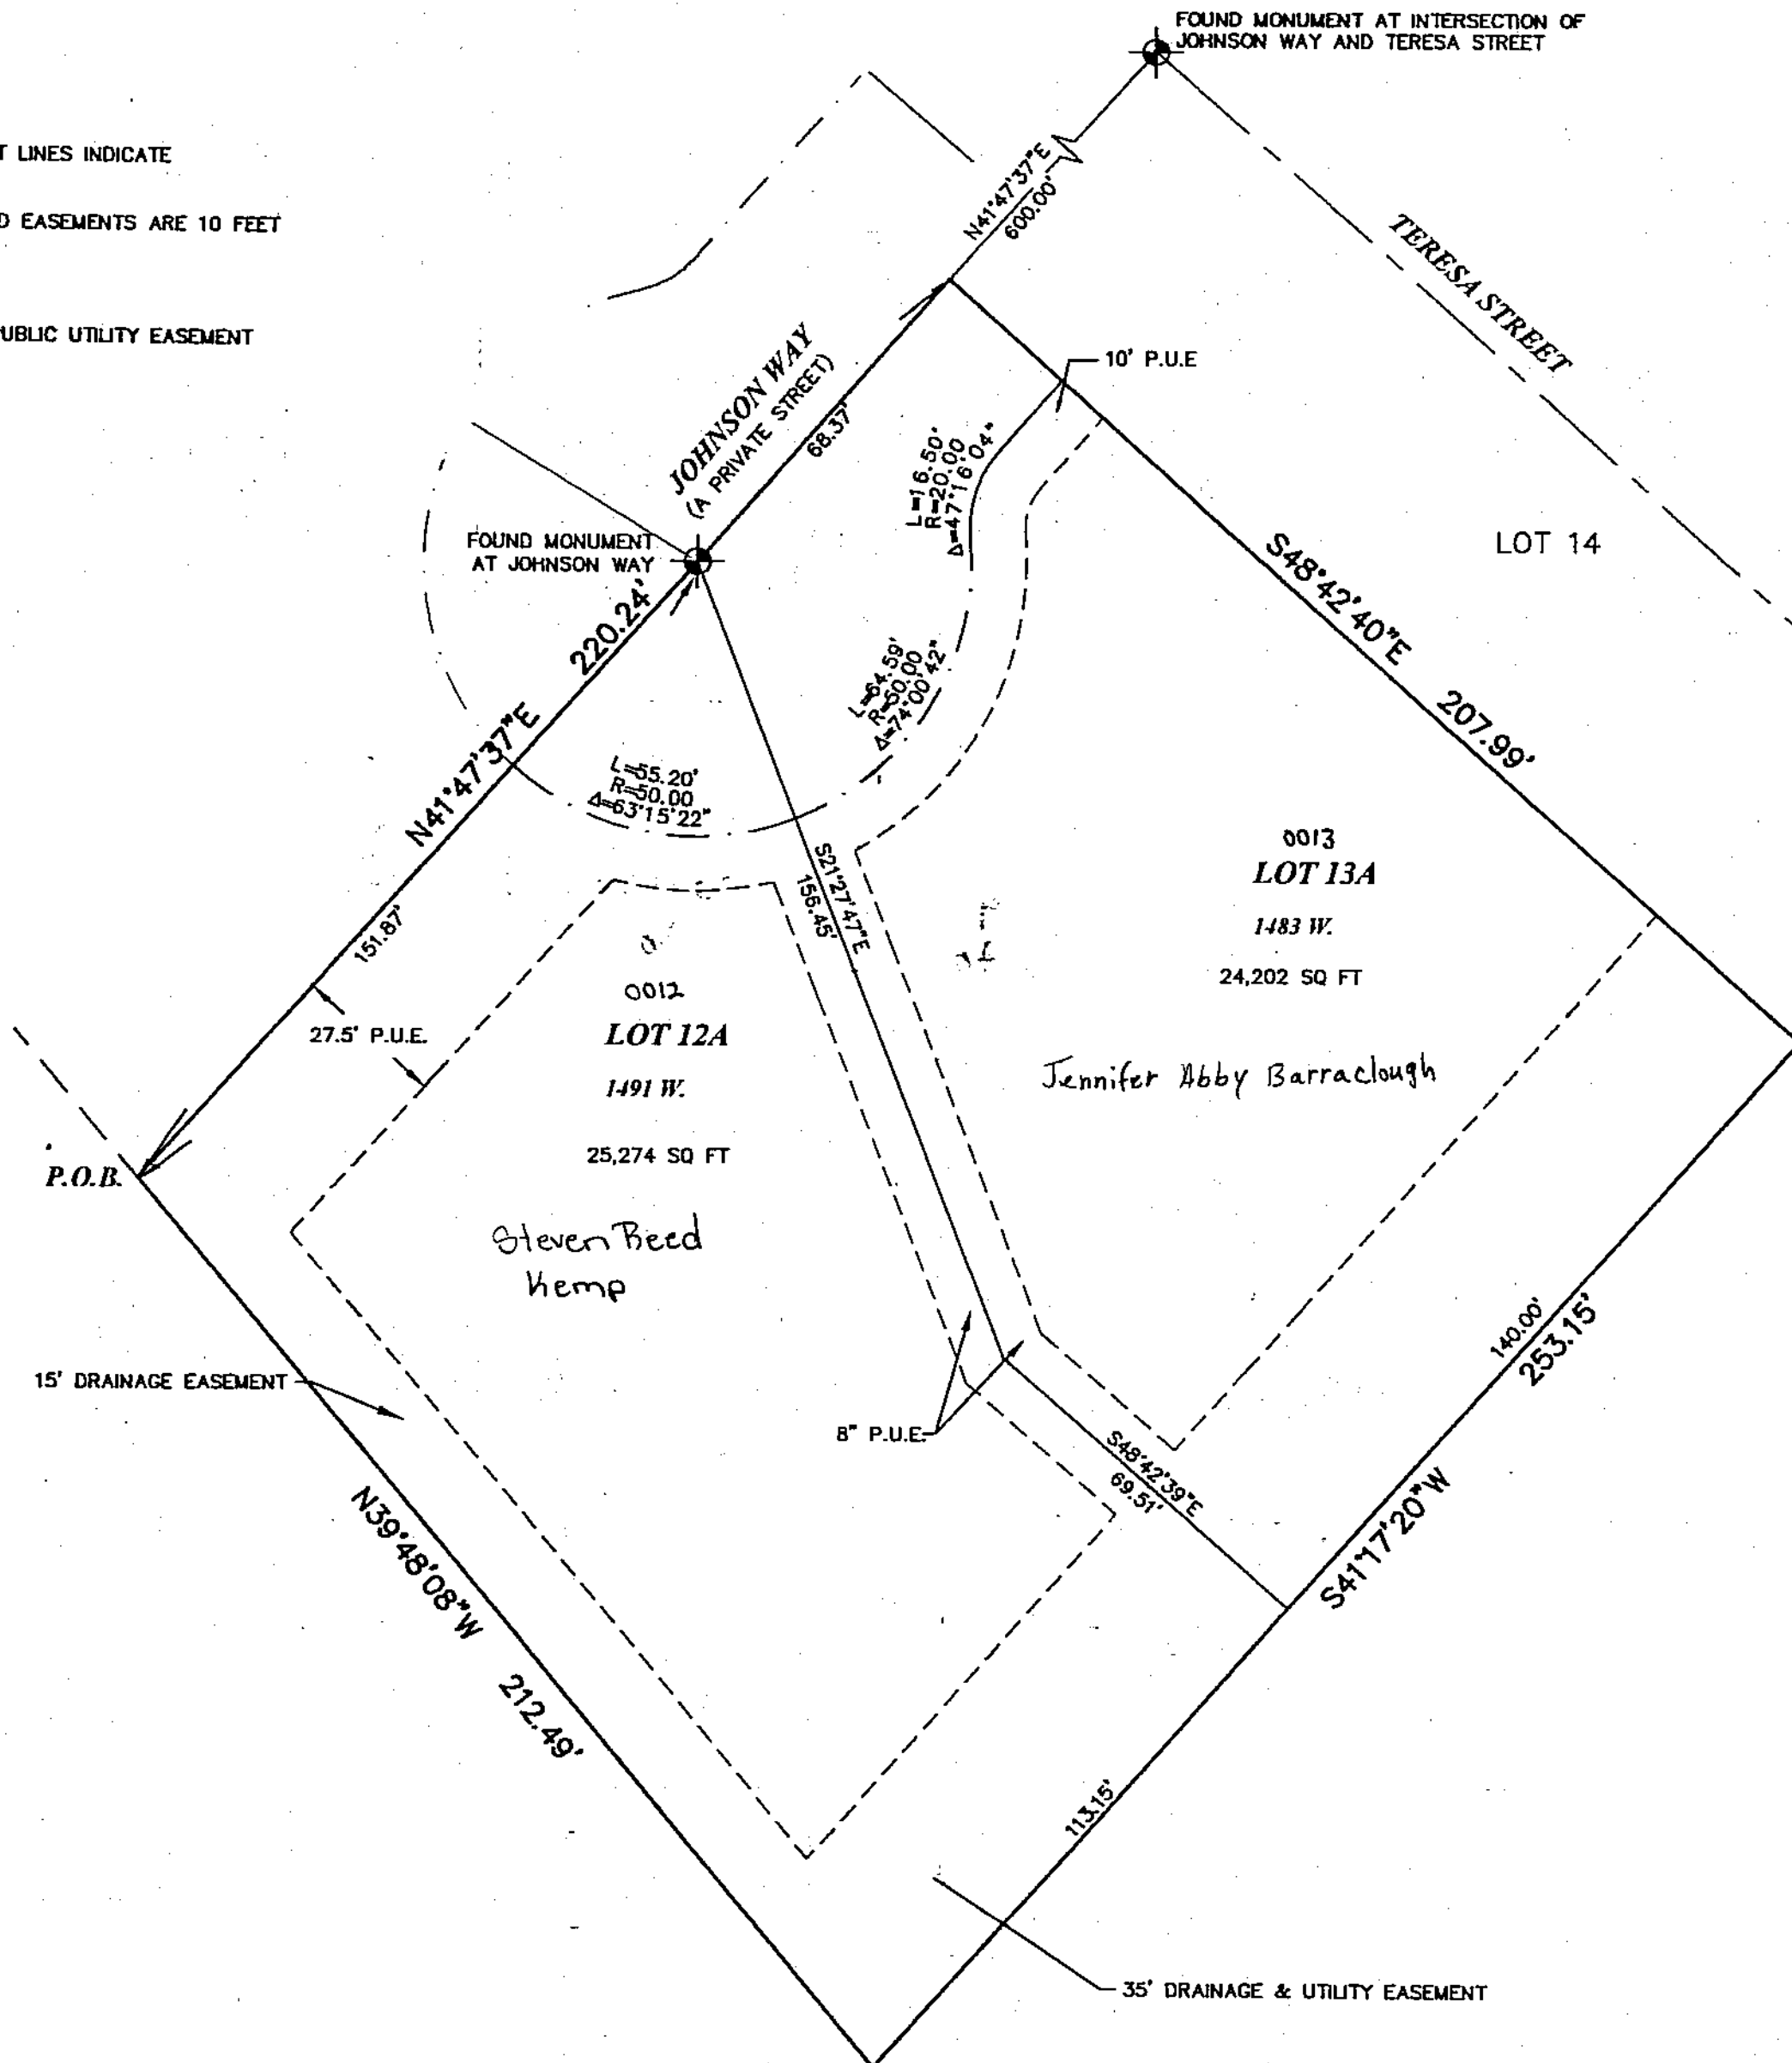 FOUND MONUMENT AT INTERSECTION OF
JOHNSON WAY AND TERESA STREET
T LINES INDICATE
D EASEMENTS ARE 10 FEET
UBLIC UTILITY EASEMENT
N41°47'37"E
600.00'
TERESA STREET
JOHNSON WAY
(A PRIVATE STREET)
68.37'
10' P.U.E
L=16.50'
R=20.00
Δ=47°16'04"
LOT 14
FOUND MONUMENT
AT JOHNSON WAY
S48°42'40"E
207.99'
220.24'
N41°47'37"E
L=64.59'
R=50.00
Δ=74°00'42"
L=55.20'
R=50.00
Δ=63°15'22"
S21°27'47"E
156.45'
0013
LOT 13A
1483 W.
24,202 SQ FT
Jennifer Abby Barraclough
151.87'
27.5' P.U.E.
0012
LOT 12A
1491 W.
25,274 SQ FT
Steven Reed
Kemp
P.O.B.
15' DRAINAGE EASEMENT
8" P.U.E.
140.00'
253.15'
S48°42'39"E
69.51'
S41°17'20"W
N39°48'08"W
212.49'
113.15'
35' DRAINAGE & UTILITY EASEMENT